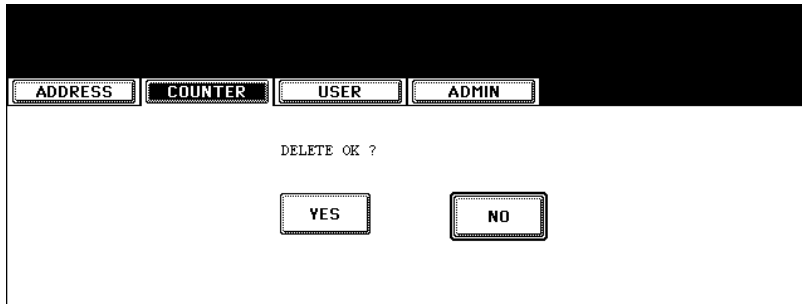 ADDRESS COUNTER USER ADMIN
DELETE OK ?
YES NO